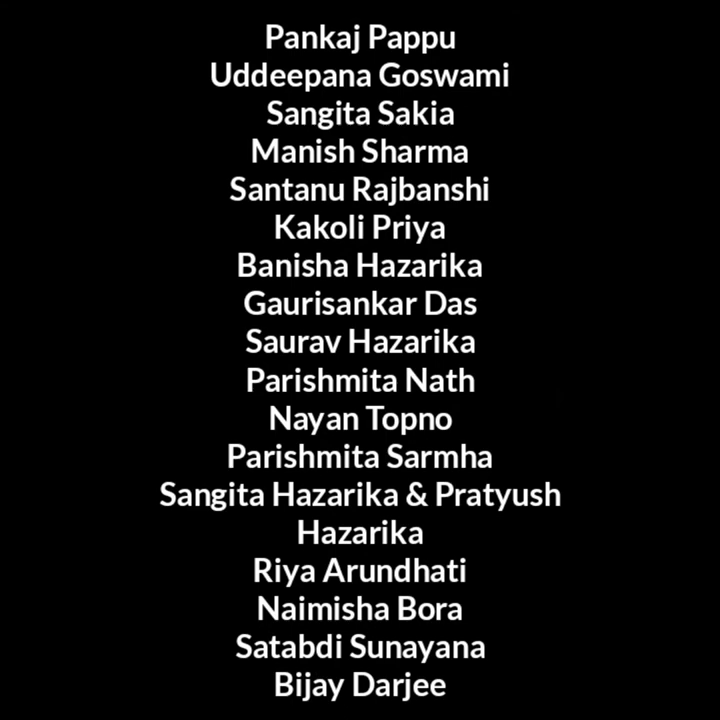 Pankaj Pappu
Uddeepana Goswami
Sangita Sakia
Manish Sharma
Santanu Rajbanshi
Kakoli Priya
Banisha Hazarika
Gaurisankar Das
Saurav Hazarika
Parishmita Nath
Nayan Topno
Parishmita Sarmha
Sangita Hazarika & Pratyush
Hazarika
Riya Arundhati
Naimisha Bora
Satabdi Sunayana
Bijay Darjee